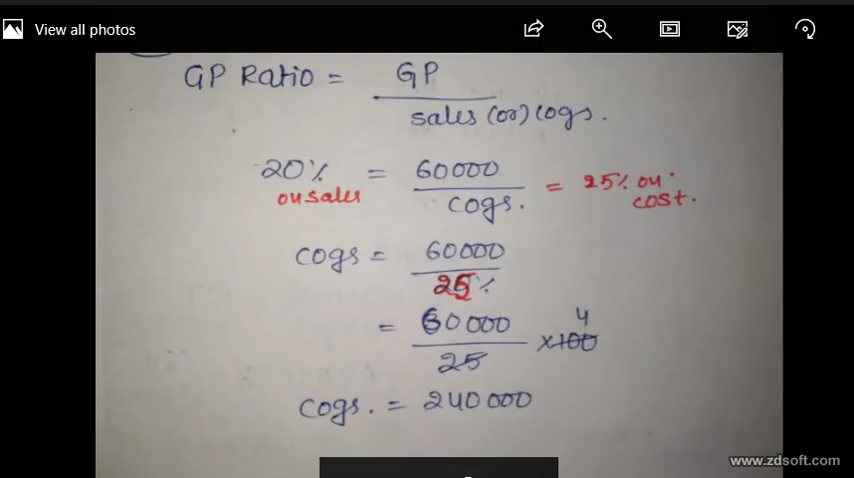 View all photos
GP Ratio = GP
sales (or) cogs.
20% = 60000 = 25% on
on sales cogs. cost.
cogs = 60000
25%
= 60000 x100 4
25
cogs. = 240000
www.zdsoft.com